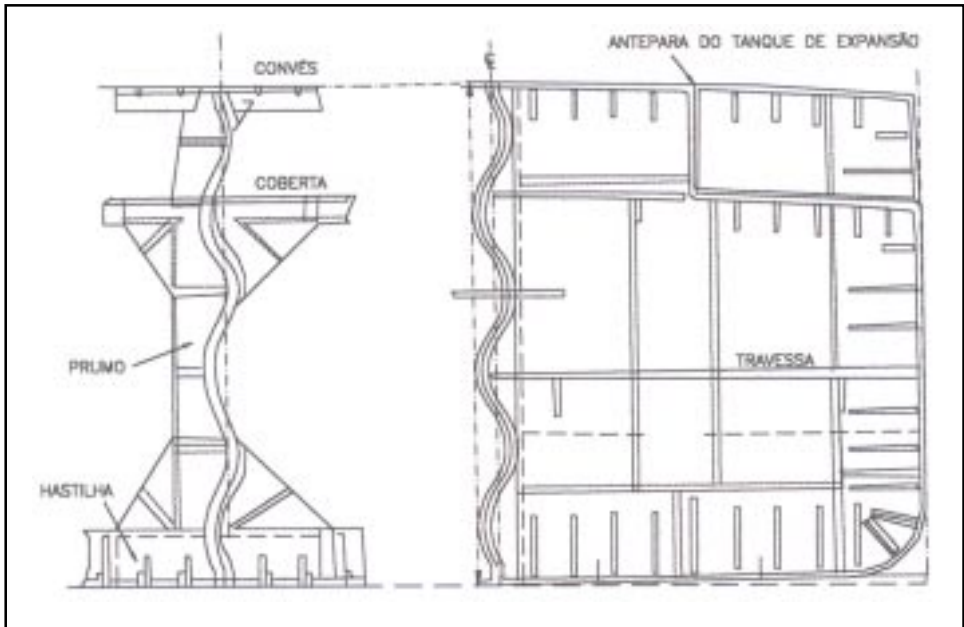 ANTEPARA DO TANQUE DE EXPANSÃO
CONVÉS
COBERTA
PRUMO
TRAVESSA
HASTILHA